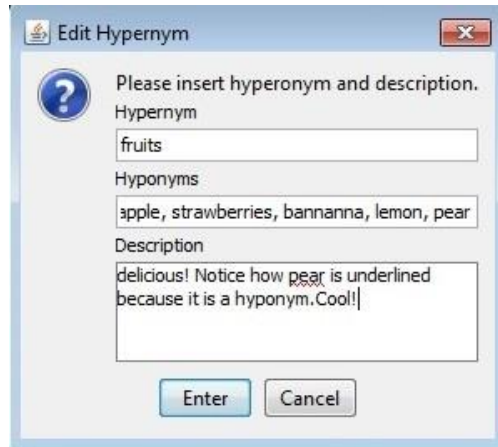 Edit Hypernym
Please insert hyperonym and description.
Hypernym
fruits
Hyponyms
apple, strawberries, bannanna, lemon, pear
Description
delicious! Notice how pear is underlined
because it is a hyponym.Cool!
Enter
Cancel